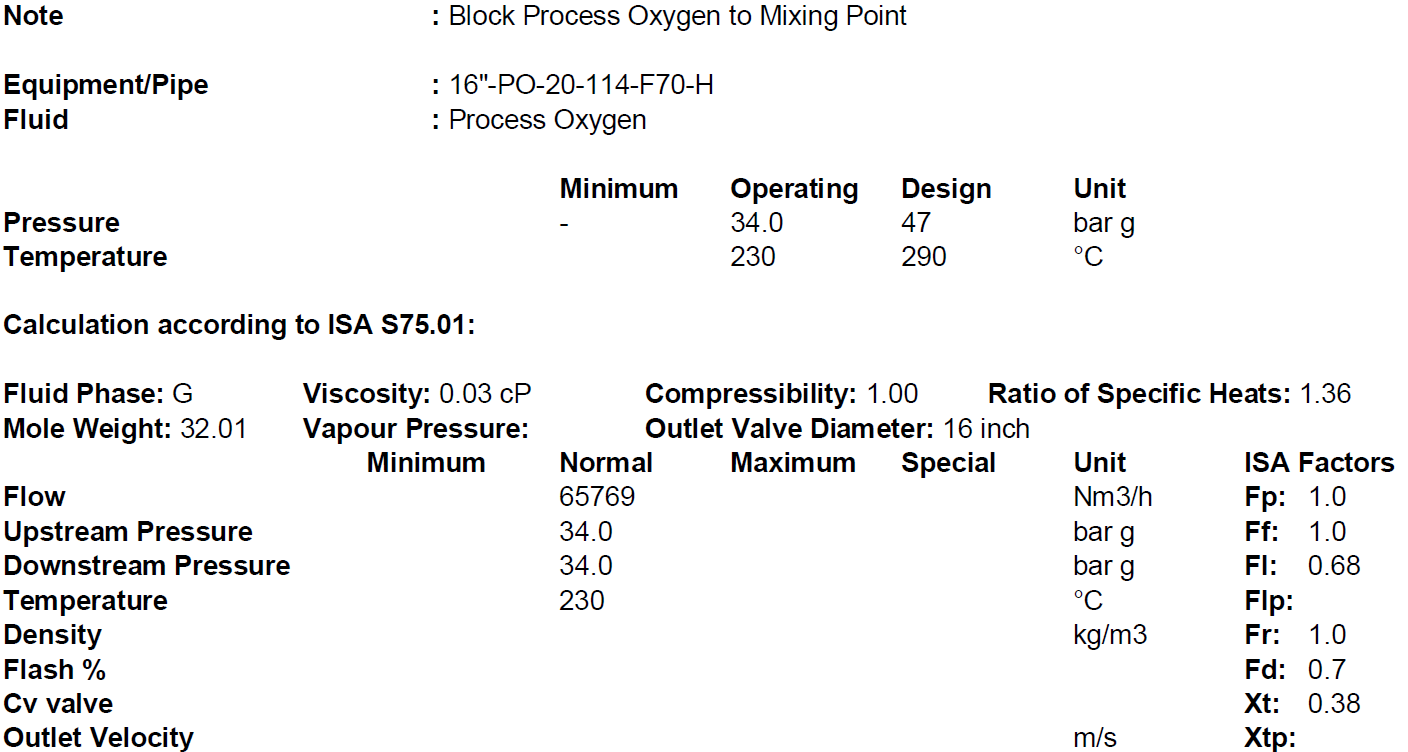 Note : Block Process Oxygen to Mixing Point
Equipment/Pipe : 16"-PO-20-114-F70-H
Fluid : Process Oxygen
Minimum Operating Design Unit
Pressure - 34.0 47 bar g
Temperature 230 290 °C
Calculation according to ISA S75.01:
Fluid Phase: G Viscosity: 0.03 cP Compressibility: 1.00 Ratio of Specific Heats: 1.36
Mole Weight: 32.01 Vapour Pressure: Outlet Valve Diameter: 16 inch
Minimum Normal Maximum Special Unit ISA Factors
Flow 65769 Nm3/h Fp: 1.0
Upstream Pressure 34.0 bar g Ff: 1.0
Downstream Pressure 34.0 bar g Fl: 0.68
Temperature 230 °C Flp:
Density kg/m3 Fr: 1.0
Flash % Fd: 0.7
Cv valve Xt: 0.38
Outlet Velocity m/s Xtp: